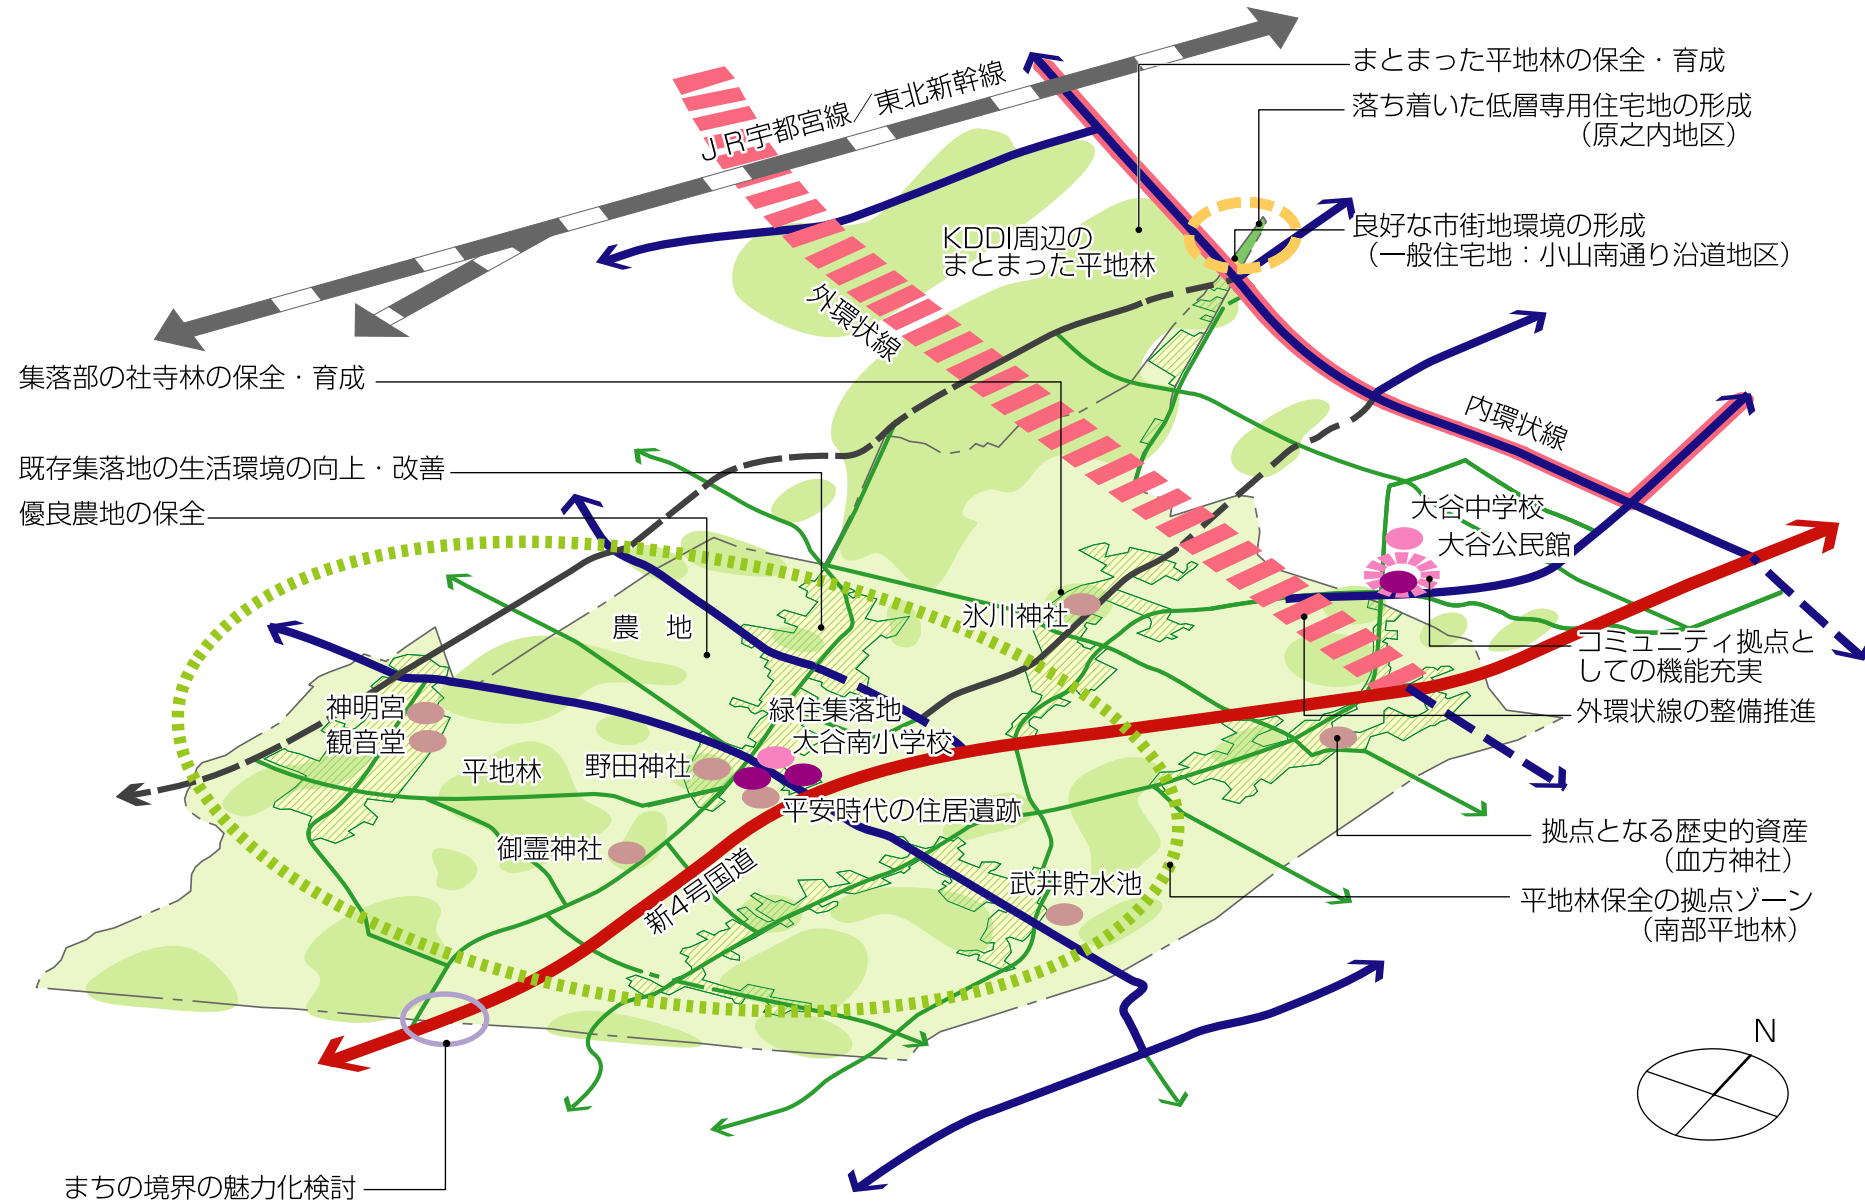 まとまった平地林の保全・育成
落ち着いた低層専用住宅地の形成
（原之内地区）
JR宇都宮線／東北新幹線
良好な市街地環境の形成
（一般住宅地：小山南通り沿道地区）
KDDI周辺の
まとまった平地林
外環状線
集落部の社寺林の保全・育成
内環状線
既存集落地の生活環境の向上・改善
優良農地の保全
大谷中学校
大谷公民館
農　地
氷川神社
コミュニティ拠点と
しての機能充実
神明宮
観音堂
緑住集落地
大谷南小学校
外環状線の整備推進
平地林
野田神社
平安時代の住居遺跡
拠点となる歴史的資産
（血方神社）
御霊神社
新4号国道
武井貯水池
平地林保全の拠点ゾーン
（南部平地林）
N
まちの境界の魅力化検討